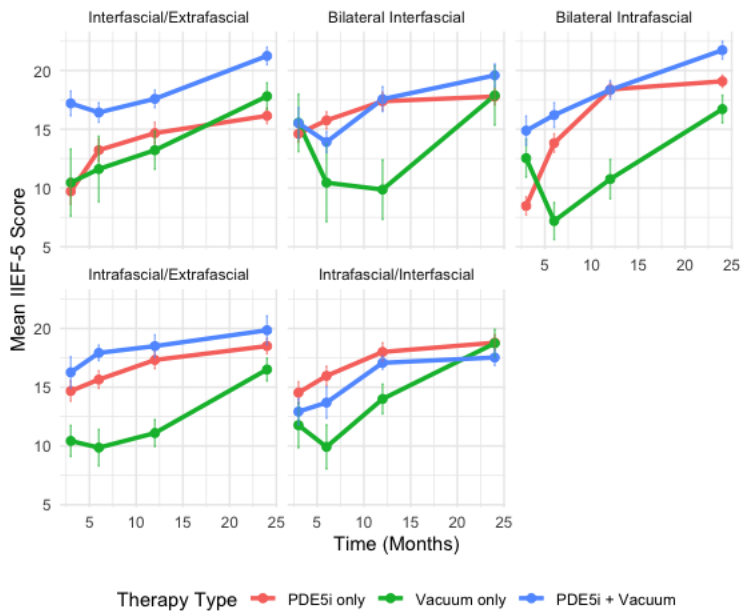 Interfascial/Extrafascial
Bilateral Interfascial
Bilateral Intrafascial
20
15
10
5
5 10 15 20 25
Intrafascial/Extrafascial
Intrafascial/Interfascial
20
15
10
5
5 10 15 20 25
5 10 15 20 25
Mean IIEF-5 Score
Time (Months)
Therapy Type PDE5i only Vacuum only PDE5i + Vacuum